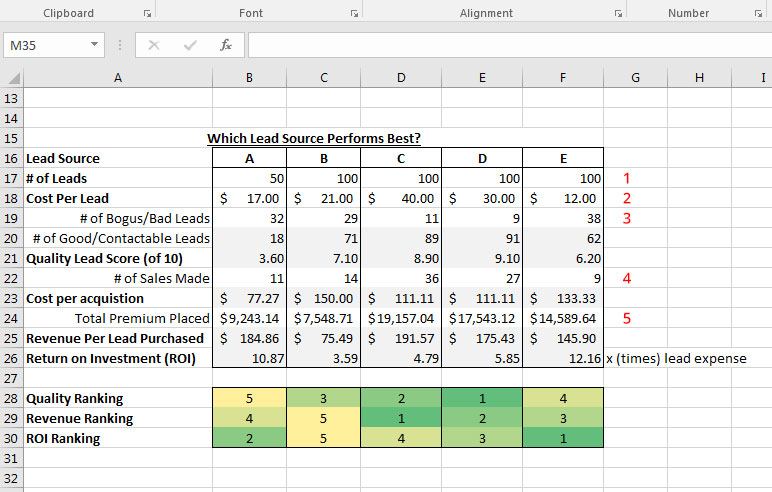 Clipboard Font Alignment Number
M35 fx
A B C D E F G H I
13
14
15 Which Lead Source Performs Best?
16 Lead Source A B C D E
17 # of Leads 50 100 100 100 100 1
18 Cost Per Lead $ 17.00 $ 21.00 $ 40.00 $ 30.00 $ 12.00 2
19 # of Bogus/Bad Leads 32 29 11 9 38 3
20 # of Good/Contactable Leads 18 71 89 91 62
21 Quality Lead Score (of 10) 3.60 7.10 8.90 9.10 6.20
22 # of Sales Made 11 14 36 27 9 4
23 Cost per acquistion $ 77.27 $ 150.00 $ 111.11 $ 111.11 $ 133.33
24 Total Premium Placed $9,243.14 $7,548.71 $19,157.04 $17,543.12 $14,589.64 5
25 Revenue Per Lead Purchased $ 184.86 $ 75.49 $ 191.57 $ 175.43 $ 145.90
26 Return on Investment (ROI) 10.87 3.59 4.79 5.85 12.16 x (times) lead expense
27
28 Quality Ranking 5 3 2 1 4
29 Revenue Ranking 4 5 1 2 3
30 ROI Ranking 2 5 4 3 1
31
32